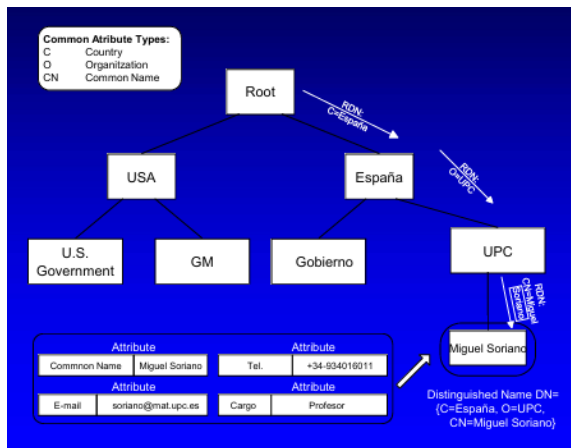 Common Atribute Types:
C Country
O Organitzation
CN Common Name
Root
RDN:
C=España
USA
España
RDN:
O=UPC
U.S.
Government
GM
Gobierno
UPC
RDN:
CN=Miguel
Soriano}
Miguel Soriano
Attribute
Commnon Name Miguel Soriano
Attribute
Tel. +34-934016011
Attribute
E-mail soriano@mat.upc.es
Attribute
Cargo Profesor
Distinguished Name DN=
{C=España, O=UPC,
CN=Miguel Soriano}